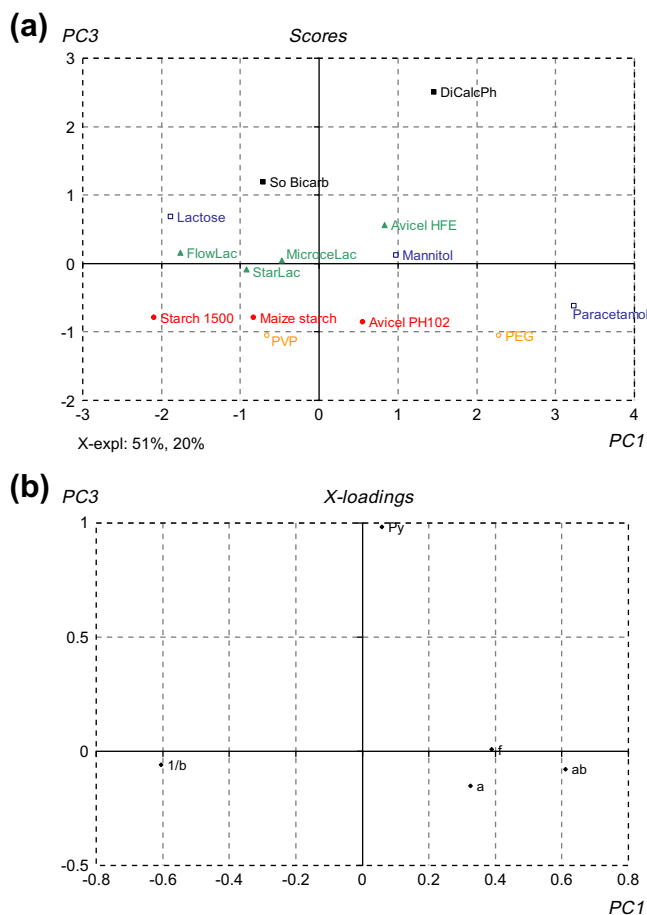 (a)
PC3 Scores
3
DiCalcPh
2
So Bicarb
1
Lactose
Avicel HFE
FlowLac
MicroceLac
Mannitol
0
StarLac
Paracetamol
Starch 1500
Maize starch
Avicel PH102
-1
PVP
PEG
-2
-3 -2 -1 0 1 2 3 4
X-expl: 51%, 20% PC1
(b)
PC3 X-loadings
1
Py
0.5
0
f
1/b
ab
a
-0.5
-0.8 -0.6 -0.4 -0.2 0 0.2 0.4 0.6 0.8
PC1